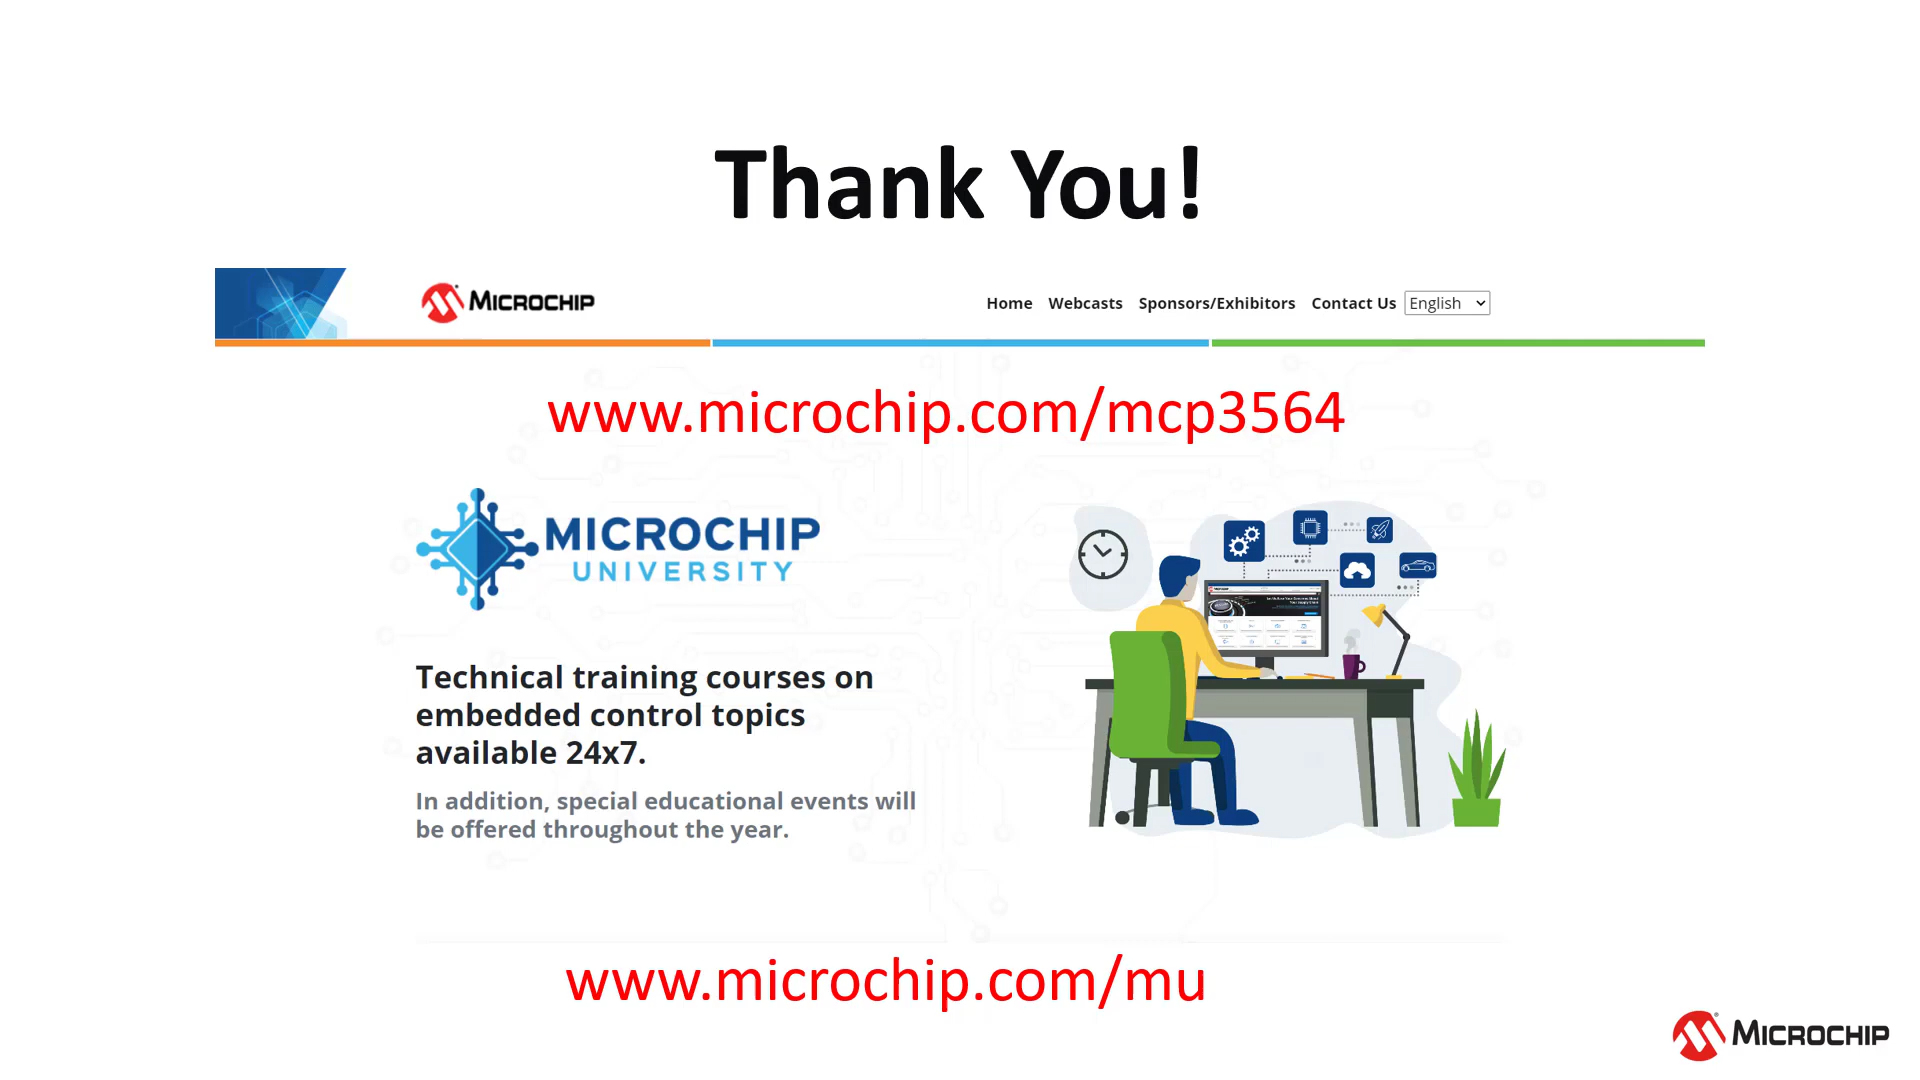 Thank You!
MICROCHIP
Home Webcasts Sponsors/Exhibitors Contact Us English
www.microchip.com/mcp3564
MICROCHIP
UNIVERSITY
Technical training courses on
embedded control topics
available 24x7.
In addition, special educational events will
be offered throughout the year.
www.microchip.com/mu
MICROCHIP